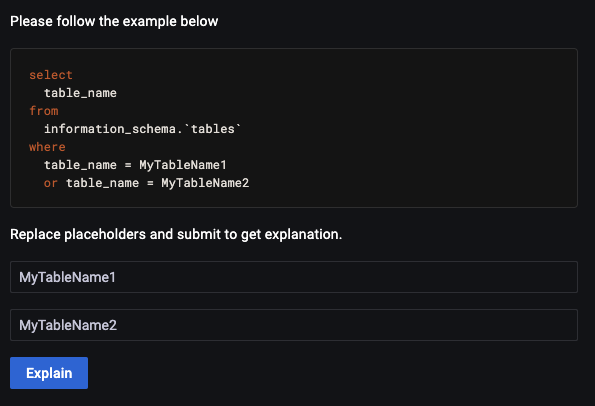 Please follow the example below
select
table_name
from
information_schema.`tables`
where
table_name = MyTableName1
or table_name = MyTableName2
Replace placeholders and submit to get explanation.
MyTableName1
MyTableName2
Explain